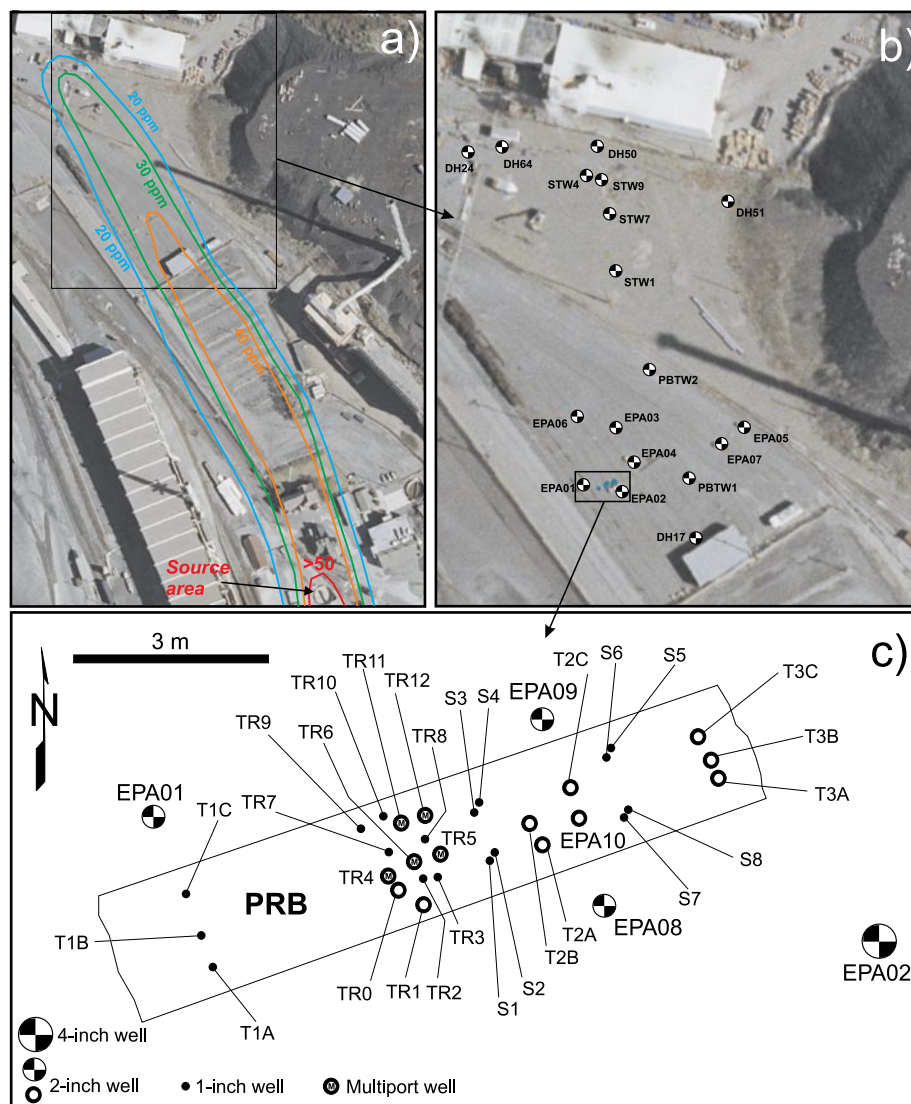 a)
20 ppm
30 ppm
20 ppm
40 ppm
Source
area
>50
b)
DH24
DH64
DH50
STW4
STW9
STW7
DH51
STW1
PBTW2
EPA06
EPA03
EPA05
EPA07
EPA04
EPA01
EPA02
PBTW1
DH17
c)
3 m
N
TR11
TR10
TR12
TR9
TR6
TR8
S3
S4
EPA09
T2C
S6
S5
T3C
T3B
T3A
EPA01
T1C
TR7
TR5
EPA10
S8
S7
TR4
PRB
T1B
T1A
TR0
TR1
TR2
TR3
S1
S2
T2B
T2A
EPA08
EPA02
4-inch well
2-inch well
1-inch well
M Multiport well
M
M
M
M
M